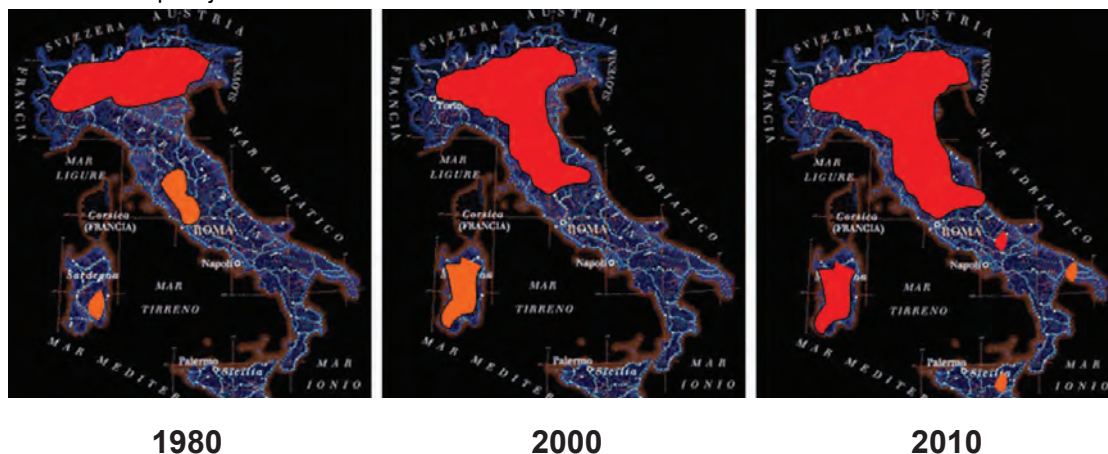 SVIZZERA
AUSTRIA
ALPI
SLOVENIA
FRANCIA
APPENNINI
MAR ADRIATICO
MAR
LIGURE
Corsica
(FRANCIA)
ROMA
Napoli
Sardegna
MAR
TIRRENO
MAR MEDITER
Palermo
Sicilia
MAR
IONIO
1980
SVIZZERA
AUSTRIA
SLOVENIA
FRANCIA
Torino
MAR ADRIATICO
MAR
LIGURE
Corsica
(FRANCIA)
ROMA
Napoli
MAR
TIRRENO
MAR MEDITER
Palermo
Sicilia
MAR
IONIO
2000
SVIZZERA
AUSTRIA
SLOVENIA
FRANCIA
MAR ADRIATICO
MAR
LIGURE
Corsica
(FRANCIA)
ROMA
Napoli
MAR
TIRRENO
MAR MEDITER
Palermo
Sicilia
MAR
IONIO
2010